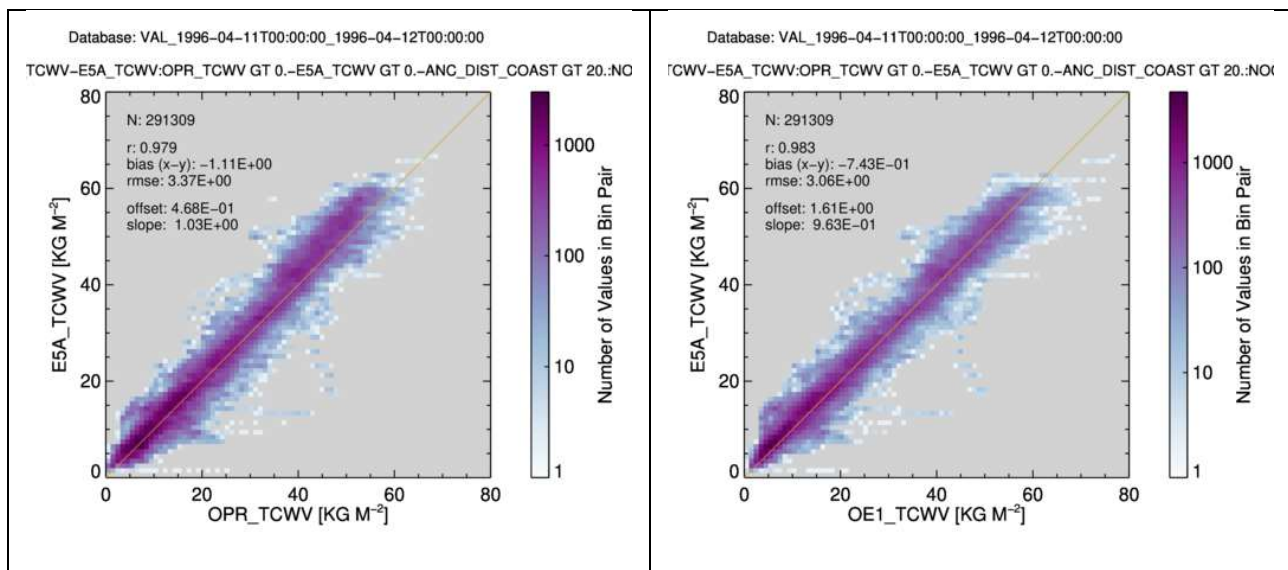 Database: VAL_1996-04-11T00:00:00_1996-04-12T00:00:00
TCWV-E5A_TCWV:OPR_TCWV GT 0.-E5A_TCWV GT 0.-ANC_DIST_COAST GT 20.:NO
80
60
40
20
0
E5A_TCWV [KG M⁻²]
N: 291309
r: 0.979
bias (x-y): -1.11E+00
rmse: 3.37E+00
offset: 4.68E-01
slope: 1.03E+00
0 20 40 60 80
OPR_TCWV [KG M⁻²]
1000
100
10
1
Number of Values in Bin Pair
Database: VAL_1996-04-11T00:00:00_1996-04-12T00:00:00
TCWV-E5A_TCWV:OPR_TCWV GT 0.-E5A_TCWV GT 0.-ANC_DIST_COAST GT 20.:NO
80
60
40
20
0
E5A_TCWV [KG M⁻²]
N: 291309
r: 0.983
bias (x-y): -7.43E-01
rmse: 3.06E+00
offset: 1.61E+00
slope: 9.63E-01
0 20 40 60 80
OE1_TCWV [KG M⁻²]
1000
100
10
1
Number of Values in Bin Pair